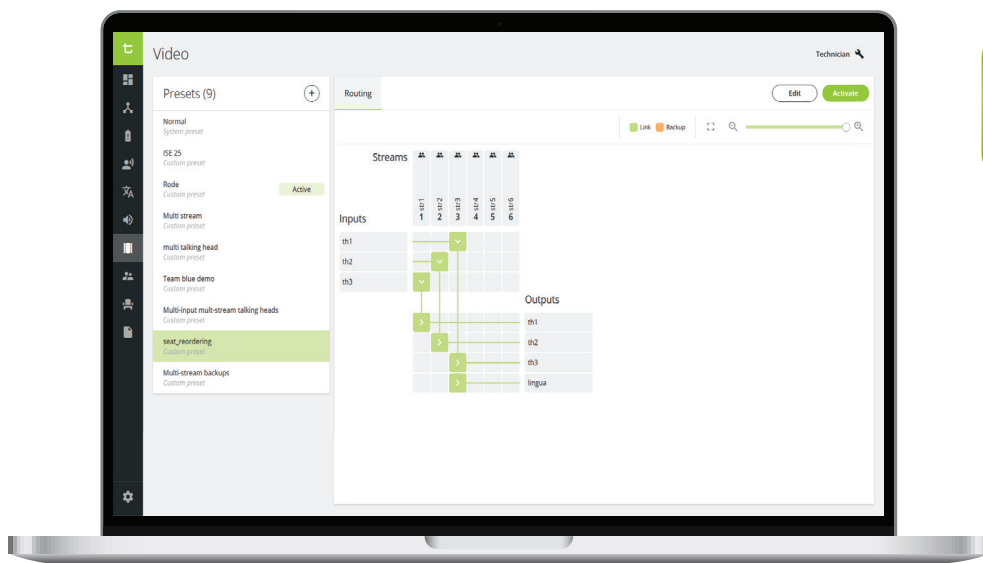 Video
Technician
Presets (9)
Normal
System preset
ISE 25
Custom preset
Rode
Custom preset
Active
Multi stream
Custom preset
multi talking head
Custom preset
Team blue demo
Custom preset
Multi-input mult-stream talking heads
Custom preset
seat_reordering
Custom preset
Multi-stream backups
Custom preset
Routing
Edit
Activate
Link
Backup
Streams
str1 str2 str3 str4 str5 str6
Inputs 1 2 3 4 5 6
th1
th2
th3
Outputs
th1
th2
th3
lingua